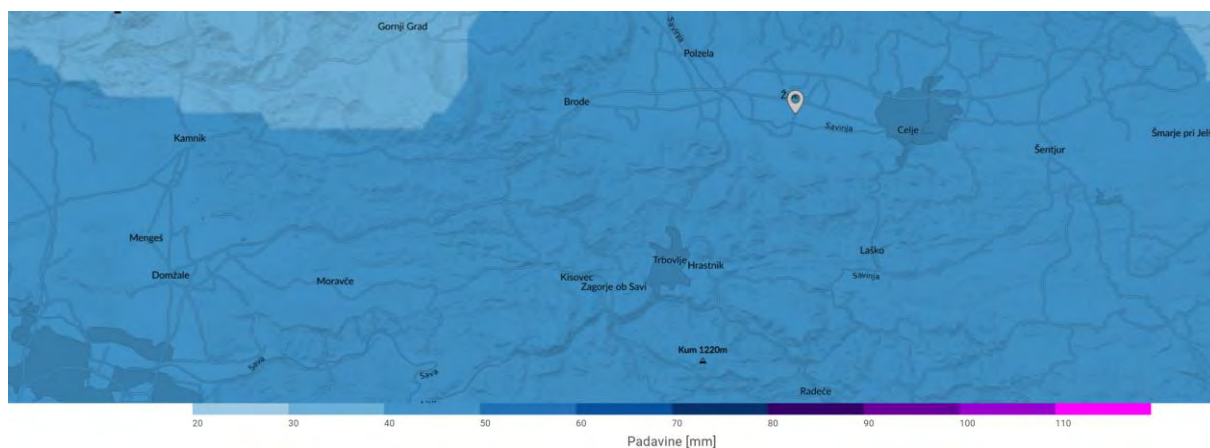 Gornji Grad
Savinja
Polzela
Brode
Ž
Savinja
Celje
Kamnik
Šentjur
Šmarje pri Jelš
Mengeš
Domžale
Moravče
Kisovec
Zagorje ob Savi
Trbovlje
Hrastnik
Laško
Savinja
Kum 1220m
Sava
Sava
Radeče
20 30 40 50 60 70 80 90 100 110
Padavine [mm]